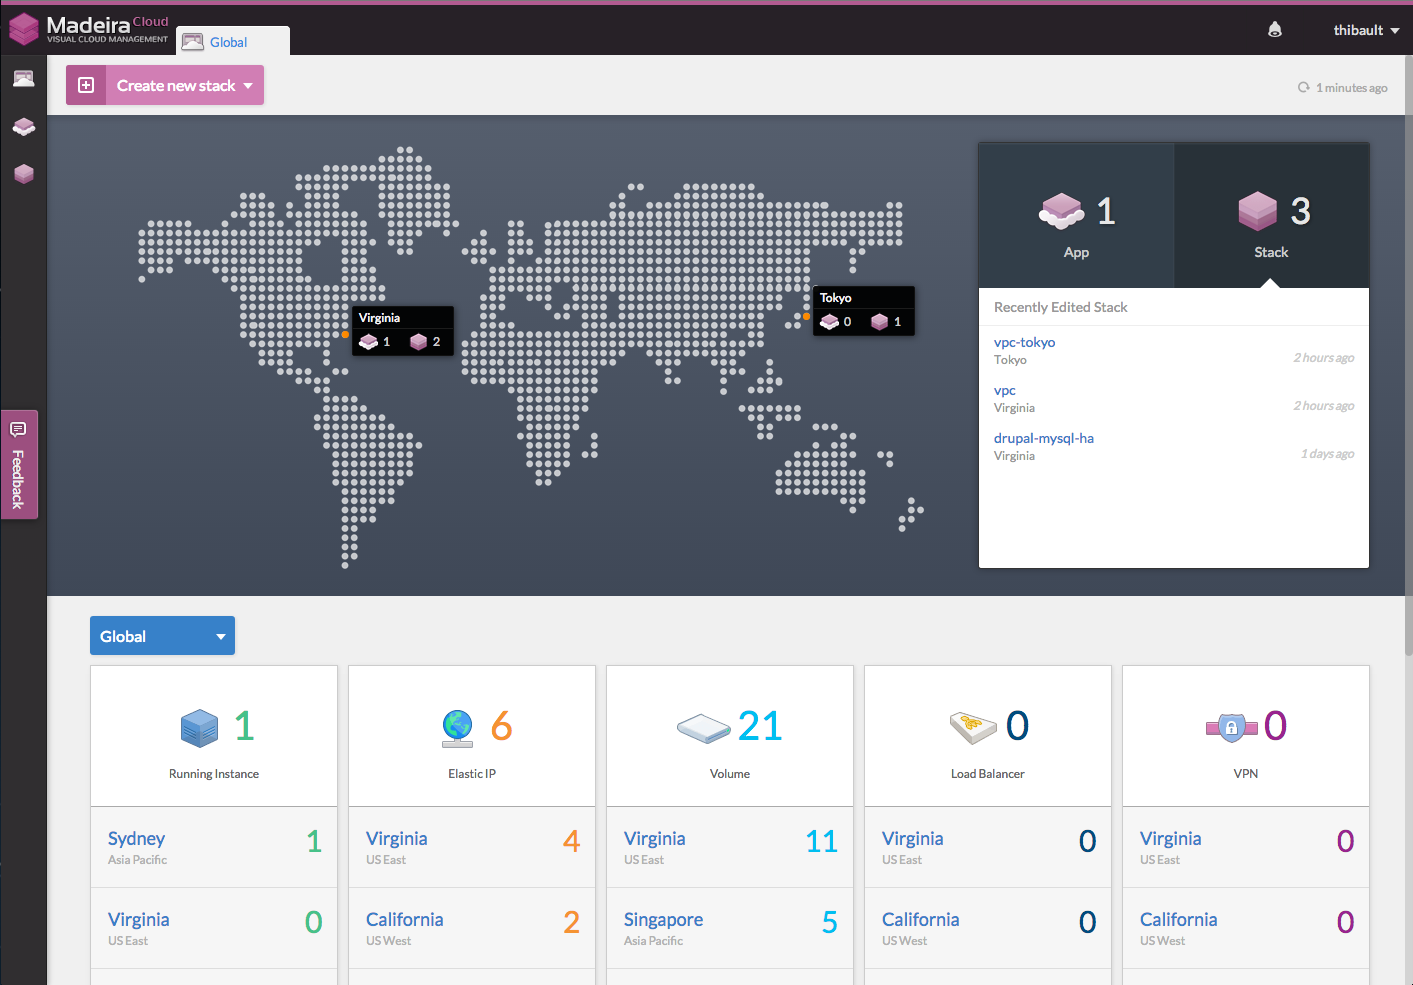 Madeira Cloud
VISUAL CLOUD MANAGEMENT
Global
thibault
Create new stack
1 minutes ago
Feedback
Virginia
1 2
Tokyo
0 1
1
App
3
Stack
Recently Edited Stack
vpc-tokyo
Tokyo
2 hours ago
vpc
Virginia
2 hours ago
drupal-mysql-ha
Virginia
1 days ago
Global
1
Running Instance
Sydney 1
Asia Pacific
Virginia 0
US East
6
Elastic IP
Virginia 4
US East
California 2
US West
21
Volume
Virginia 11
US East
Singapore 5
Asia Pacific
0
Load Balancer
Virginia 0
US East
California 0
US West
0
VPN
Virginia 0
US East
California 0
US West